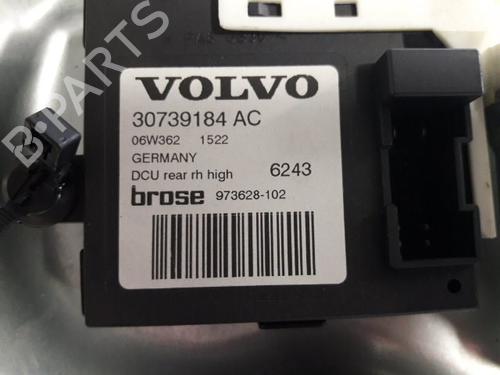 VOLVO
30739184 AC
06W362 1522
GERMANY
DCU rear rh high 6243
brose 973628-102
B-PARTS